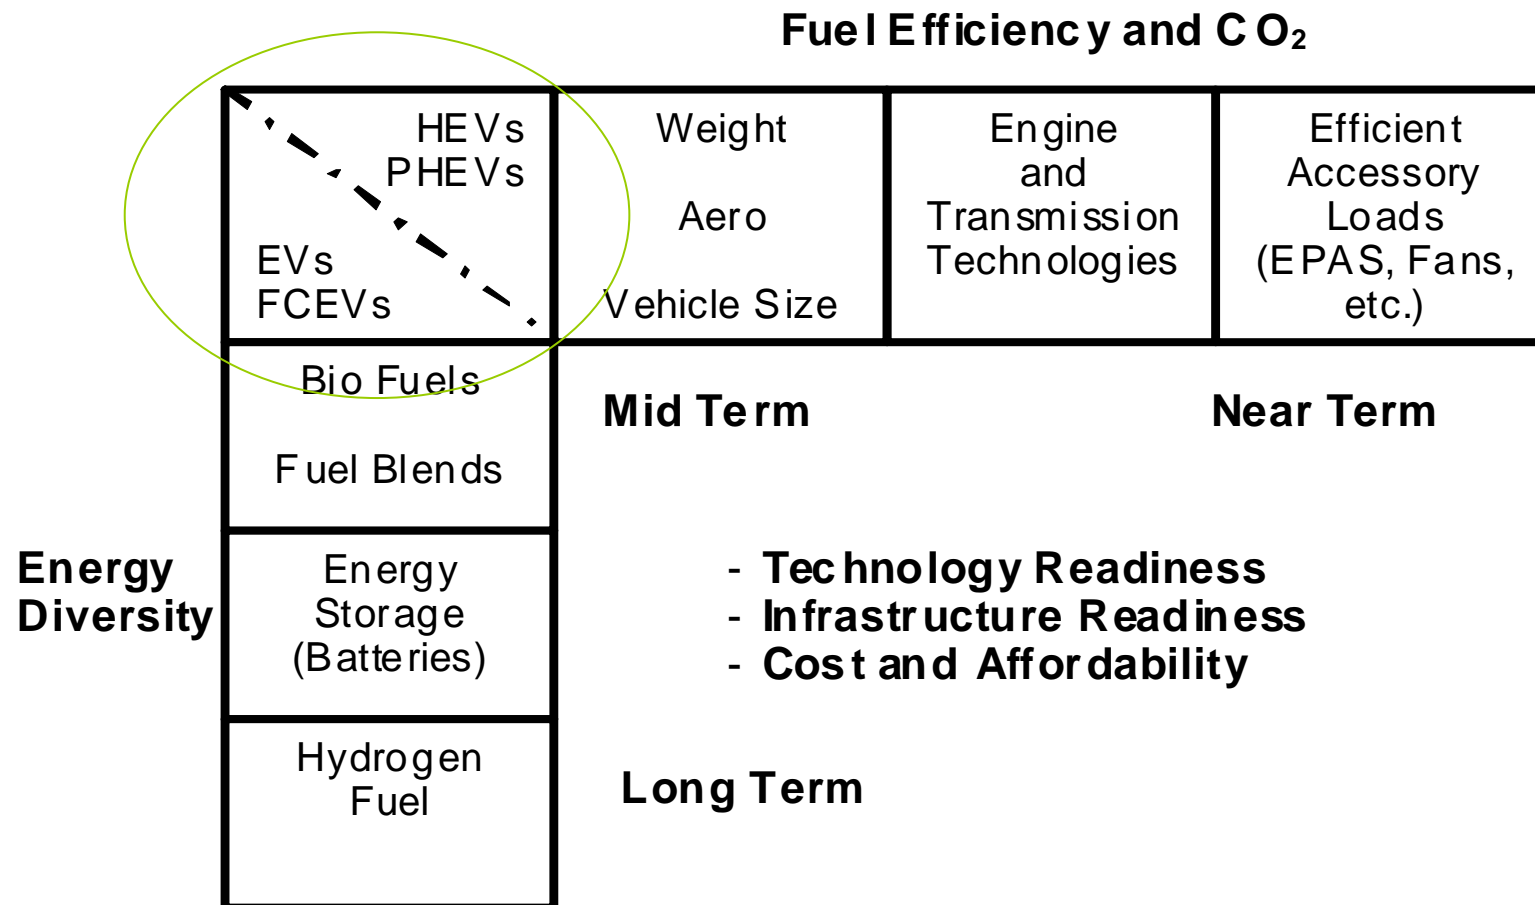 Fuel Efficiency and CO₂
HEVs
PHEVs
EVs
FCEVs
Weight
Aero
Vehicle Size
Engine
and
Transmission
Technologies
Efficient
Accessory
Loads
(EPAS, Fans,
etc.)
Bio Fuels
Fuel Blends
Mid Term
Near Term
Energy
Diversity
Energy
Storage
(Batteries)
- Technology Readiness
- Infrastructure Readiness
- Cost and Affordability
Hydrogen
Fuel
Long Term